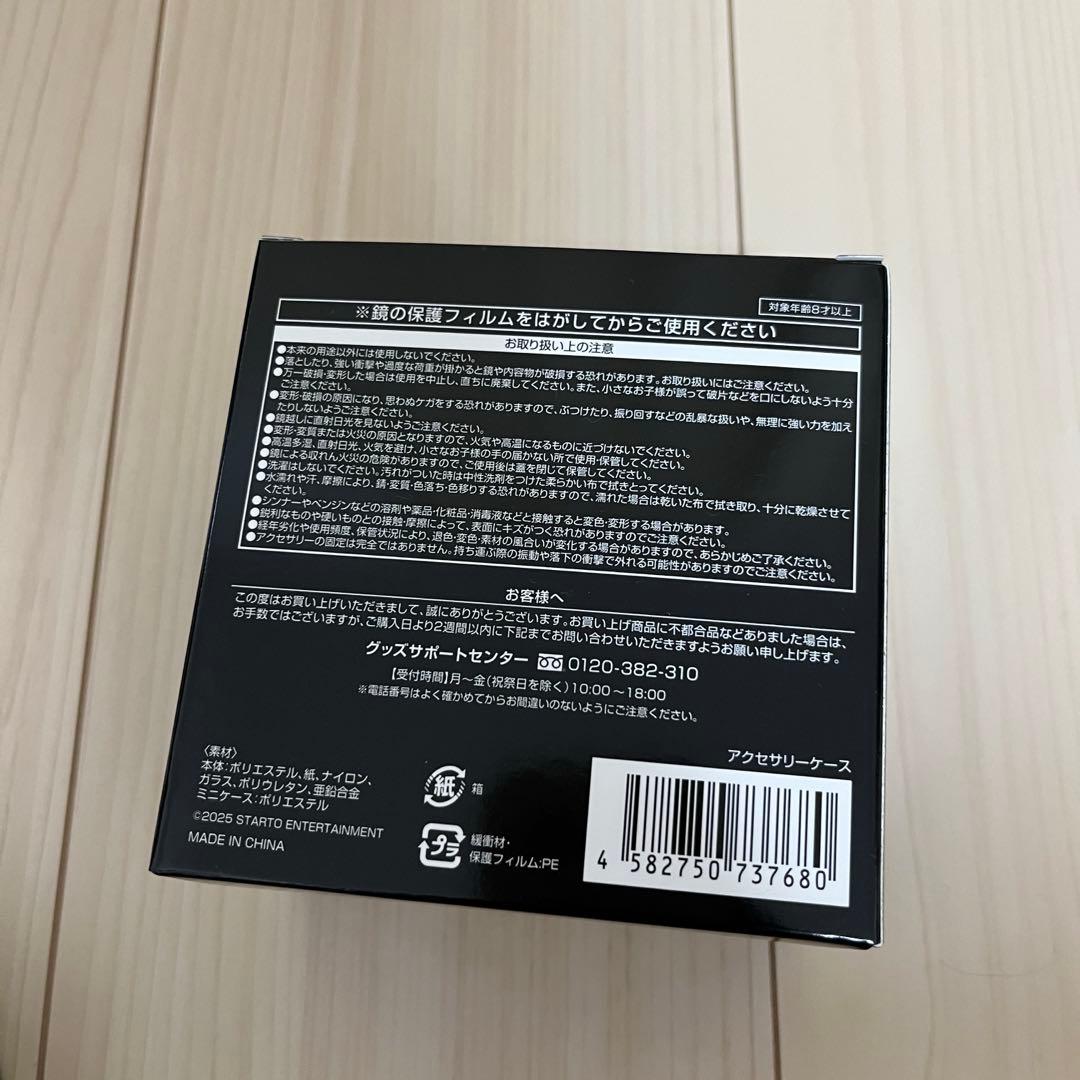 対象年齢8才以上
※鏡の保護フィルムをはがしてからご使用ください
お取り扱い上の注意
●本来の用途以外には使用しないでください。
●落としたり、強い衝撃や過度な荷重が掛かると鏡や内容物が破損する恐れがあります。お取り扱いにはご注意ください。
●万一破損・変形した場合は使用を中止し、直ちに廃棄してください。また、小さなお子様が誤って破片などを口にしないよう十分
ご注意ください。
●変形・破損の原因になり、思わぬケガをする恐れがありますので、ぶつけたり、振り回すなどの乱暴な扱いや、無理に強い力を加え
たりしないようご注意ください。
●鏡越しに直射日光を見ないようご注意ください。
●変形・変質または火災の原因となりますので、火気や高温になるものに近づけないでください。
●高温多湿、直射日光、火気を避け、小さなお子様の手の届かない所で使用・保管してください。
●鏡による収れん火災の危険がありますので、ご使用後は蓋を閉じて保管してください。
●洗濯はしないでください。汚れがついた時は中性洗剤をつけた柔らかい布で拭きとってください。
●水濡れや汗、摩擦により、錆・変質・色落ち・色移りする恐れがありますので、濡れた場合は乾いた布で拭き取り、十分に乾燥させて
ください。
●シンナーやベンジンなどの溶剤や薬品・化粧品・消毒液などと接触すると変色・変形する場合があります。
●鋭利なものや硬いものとの接触・摩擦によって、表面にキズがつく恐れがありますのでご注意ください。
●経年劣化や使用頻度、保管状況により、退色・変色・素材の風合いが変化する場合がありますので、あらかじめご了承ください。
●アクセサリーの固定は完全ではありません。持ち運ぶ際の振動や落下の衝撃で外れる可能性がありますのでご注意ください。
お客様へ
この度はお買い上げいただきまして、誠にありがとうございます。お買い上げ商品に不都合品などありました場合は、
お手数ではございますが、ご購入日より2週間以内に下記までお問い合わせいただきますようお願い申し上げます。
グッズサポートセンター 0120-382-310
【受付時間】月～金(祝祭日を除く)10:00～18:00
※電話番号はよく確かめてからお間違いのないようにご注意ください。
〈素材〉
本体：ポリエステル、紙、ナイロン、
ガラス、ポリウレタン、亜鉛合金
ミニケース：ポリエステル
©2025 STARTO ENTERTAINMENT
MADE IN CHINA
紙 箱
プラ 緩衝材・
保護フィルム:PE
アクセサリーケース
4 582750 737680